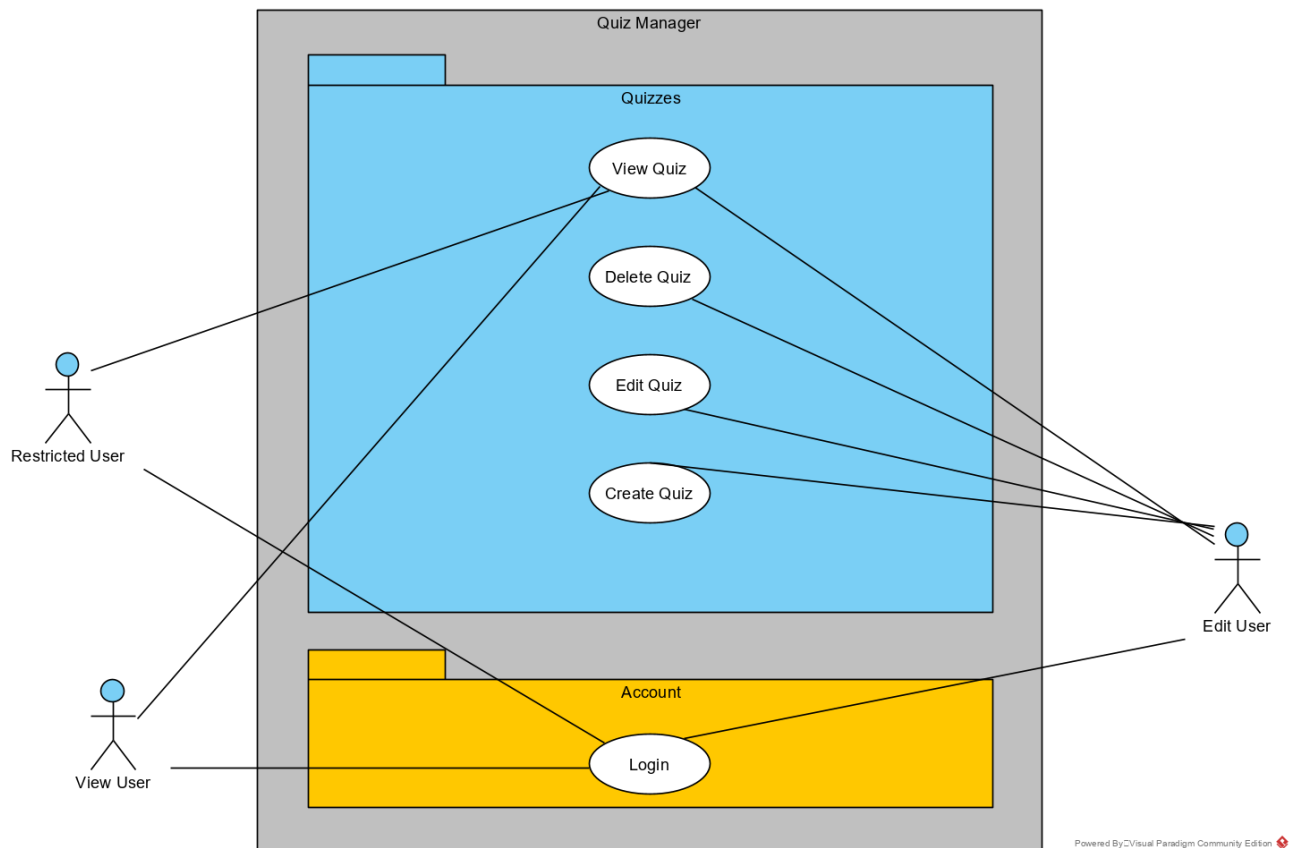 Quiz Manager
Quizzes
View Quiz
Delete Quiz
Edit Quiz
Create Quiz
Restricted User
Edit User
Account
Login
View User
Powered By Visual Paradigm Community Edition